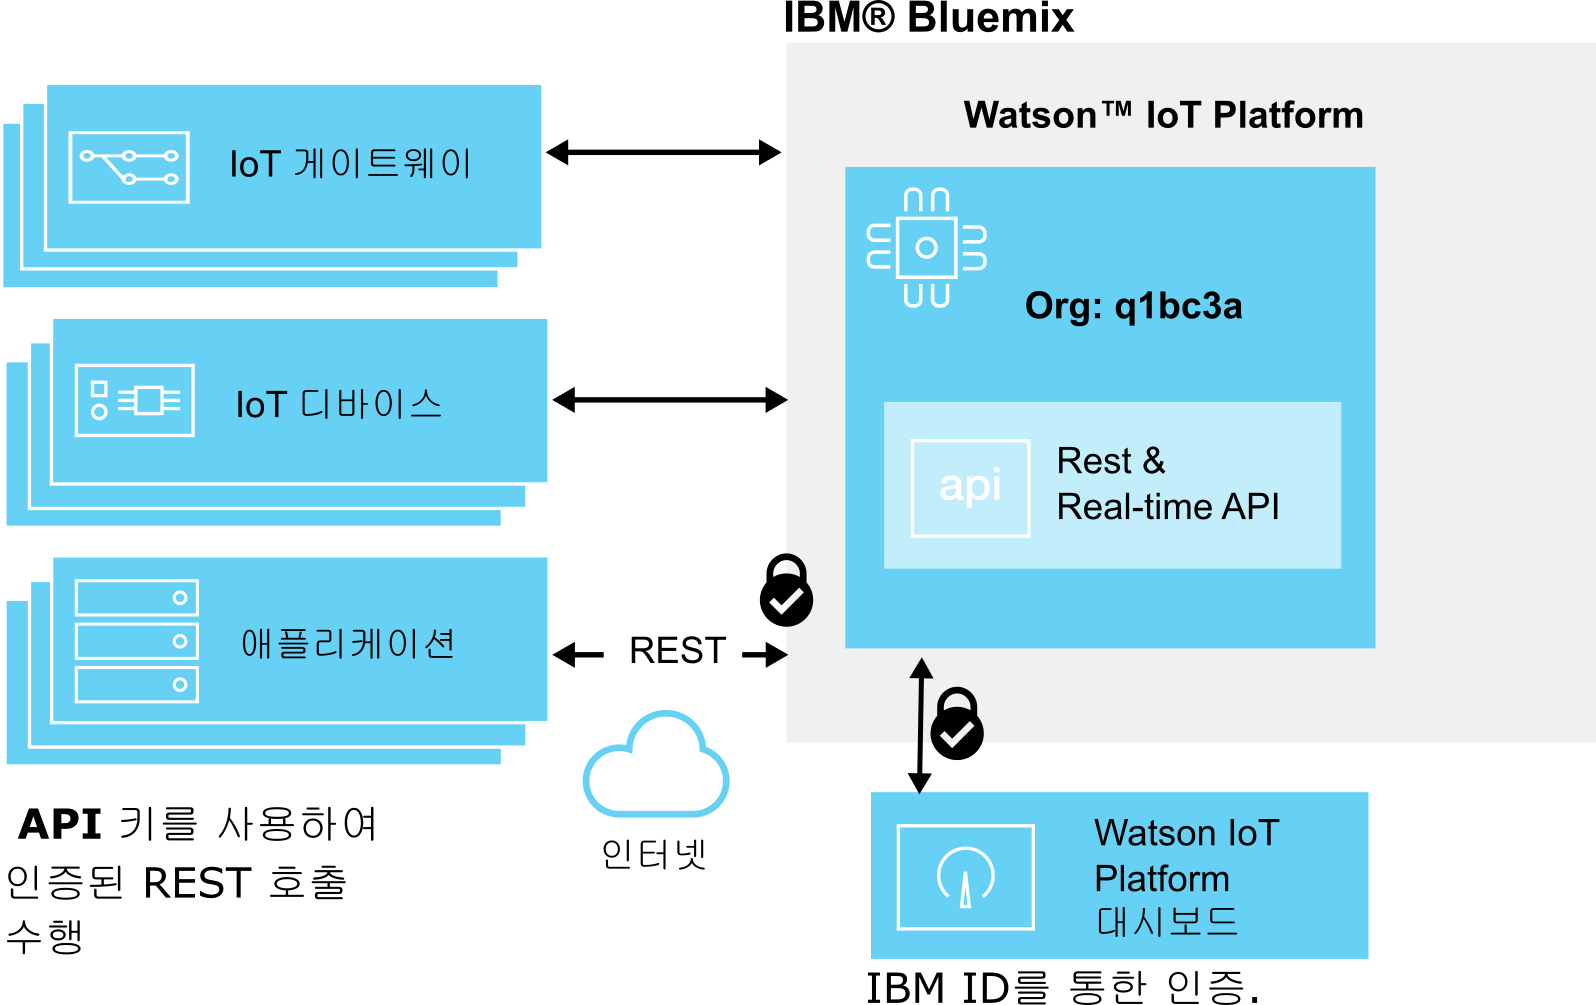 IBM® Bluemix
Watson™ IoT Platform
IoT 게이트웨이
Org: q1bc3a
IoT 디바이스
api
Rest &
Real-time API
애플리케이션
REST
인터넷
API 키를 사용하여
인증된 REST 호출
수행
Watson IoT
Platform
대시보드
IBM ID를 통한 인증.